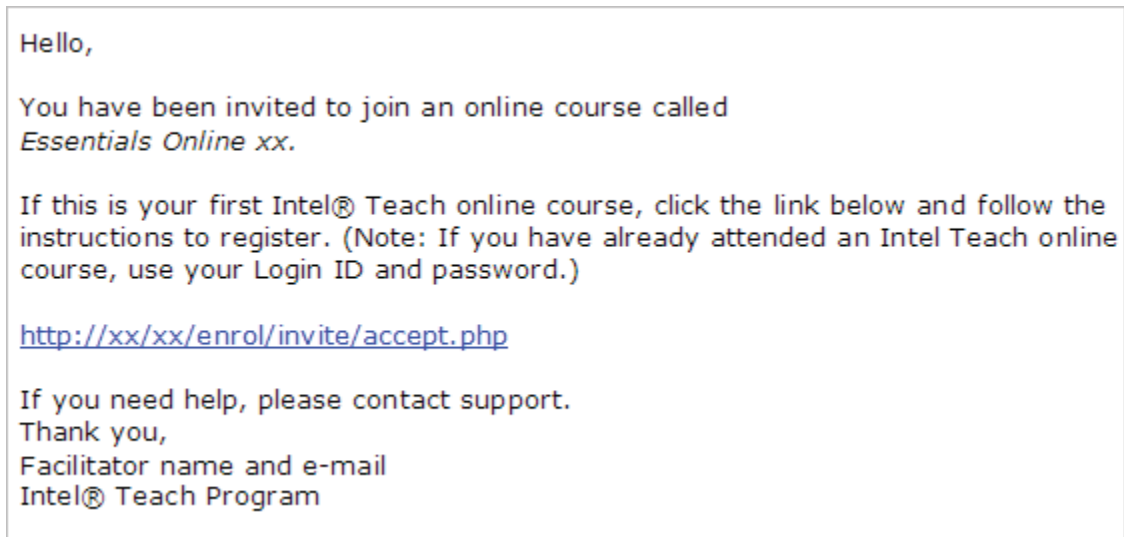 Hello,
You have been invited to join an online course called
Essentials Online xx.
If this is your first Intel® Teach online course, click the link below and follow the
instructions to register. (Note: If you have already attended an Intel Teach online
course, use your Login ID and password.)
http://xx/xx/enrol/invite/accept.php
If you need help, please contact support.
Thank you,
Facilitator name and e-mail
Intel® Teach Program